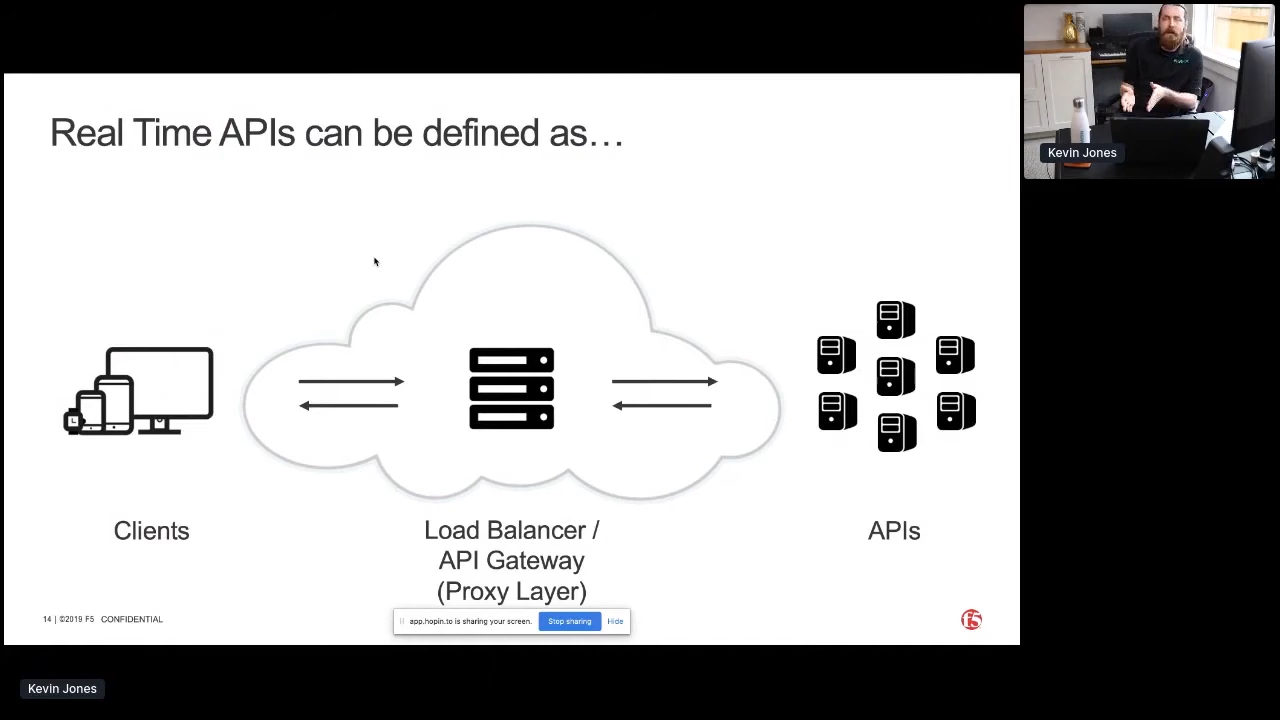 Real Time APIs can be defined as...
Clients
Load Balancer /
API Gateway
(Proxy Layer)
APIs
14 | ©2019 F5 CONFIDENTIAL
app.hopin.to is sharing your screen.
Stop sharing
Hide
f5
Kevin Jones
Kevin Jones